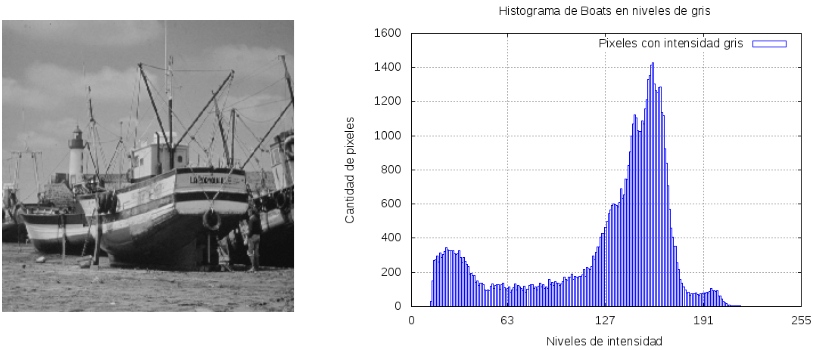 Histograma de Boats en niveles de gris
Pixeles con intensidad gris
Cantidad de pixeles
1600
1400
1200
1000
800
600
400
200
0
0 63 127 191 255
Niveles de intensidad